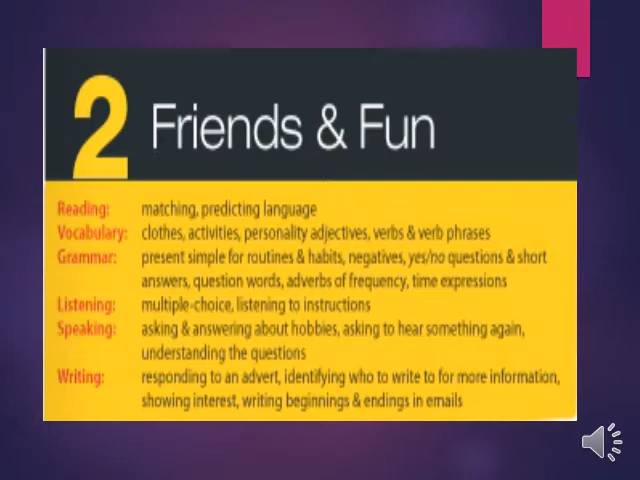 2 Friends & Fun
Reading: matching, predicting language
Vocabulary: clothes, activities, personality adjectives, verbs & verb phrases
Grammar: present simple for routines & habits, negatives, yes/no questions & short
answers, question words, adverbs of frequency, time expressions
Listening: multiple-choice, listening to instructions
Speaking: asking & answering about hobbies, asking to hear something again,
understanding the questions
Writing: responding to an advert, identifying who to write to for more information,
showing interest, writing beginnings & endings in emails